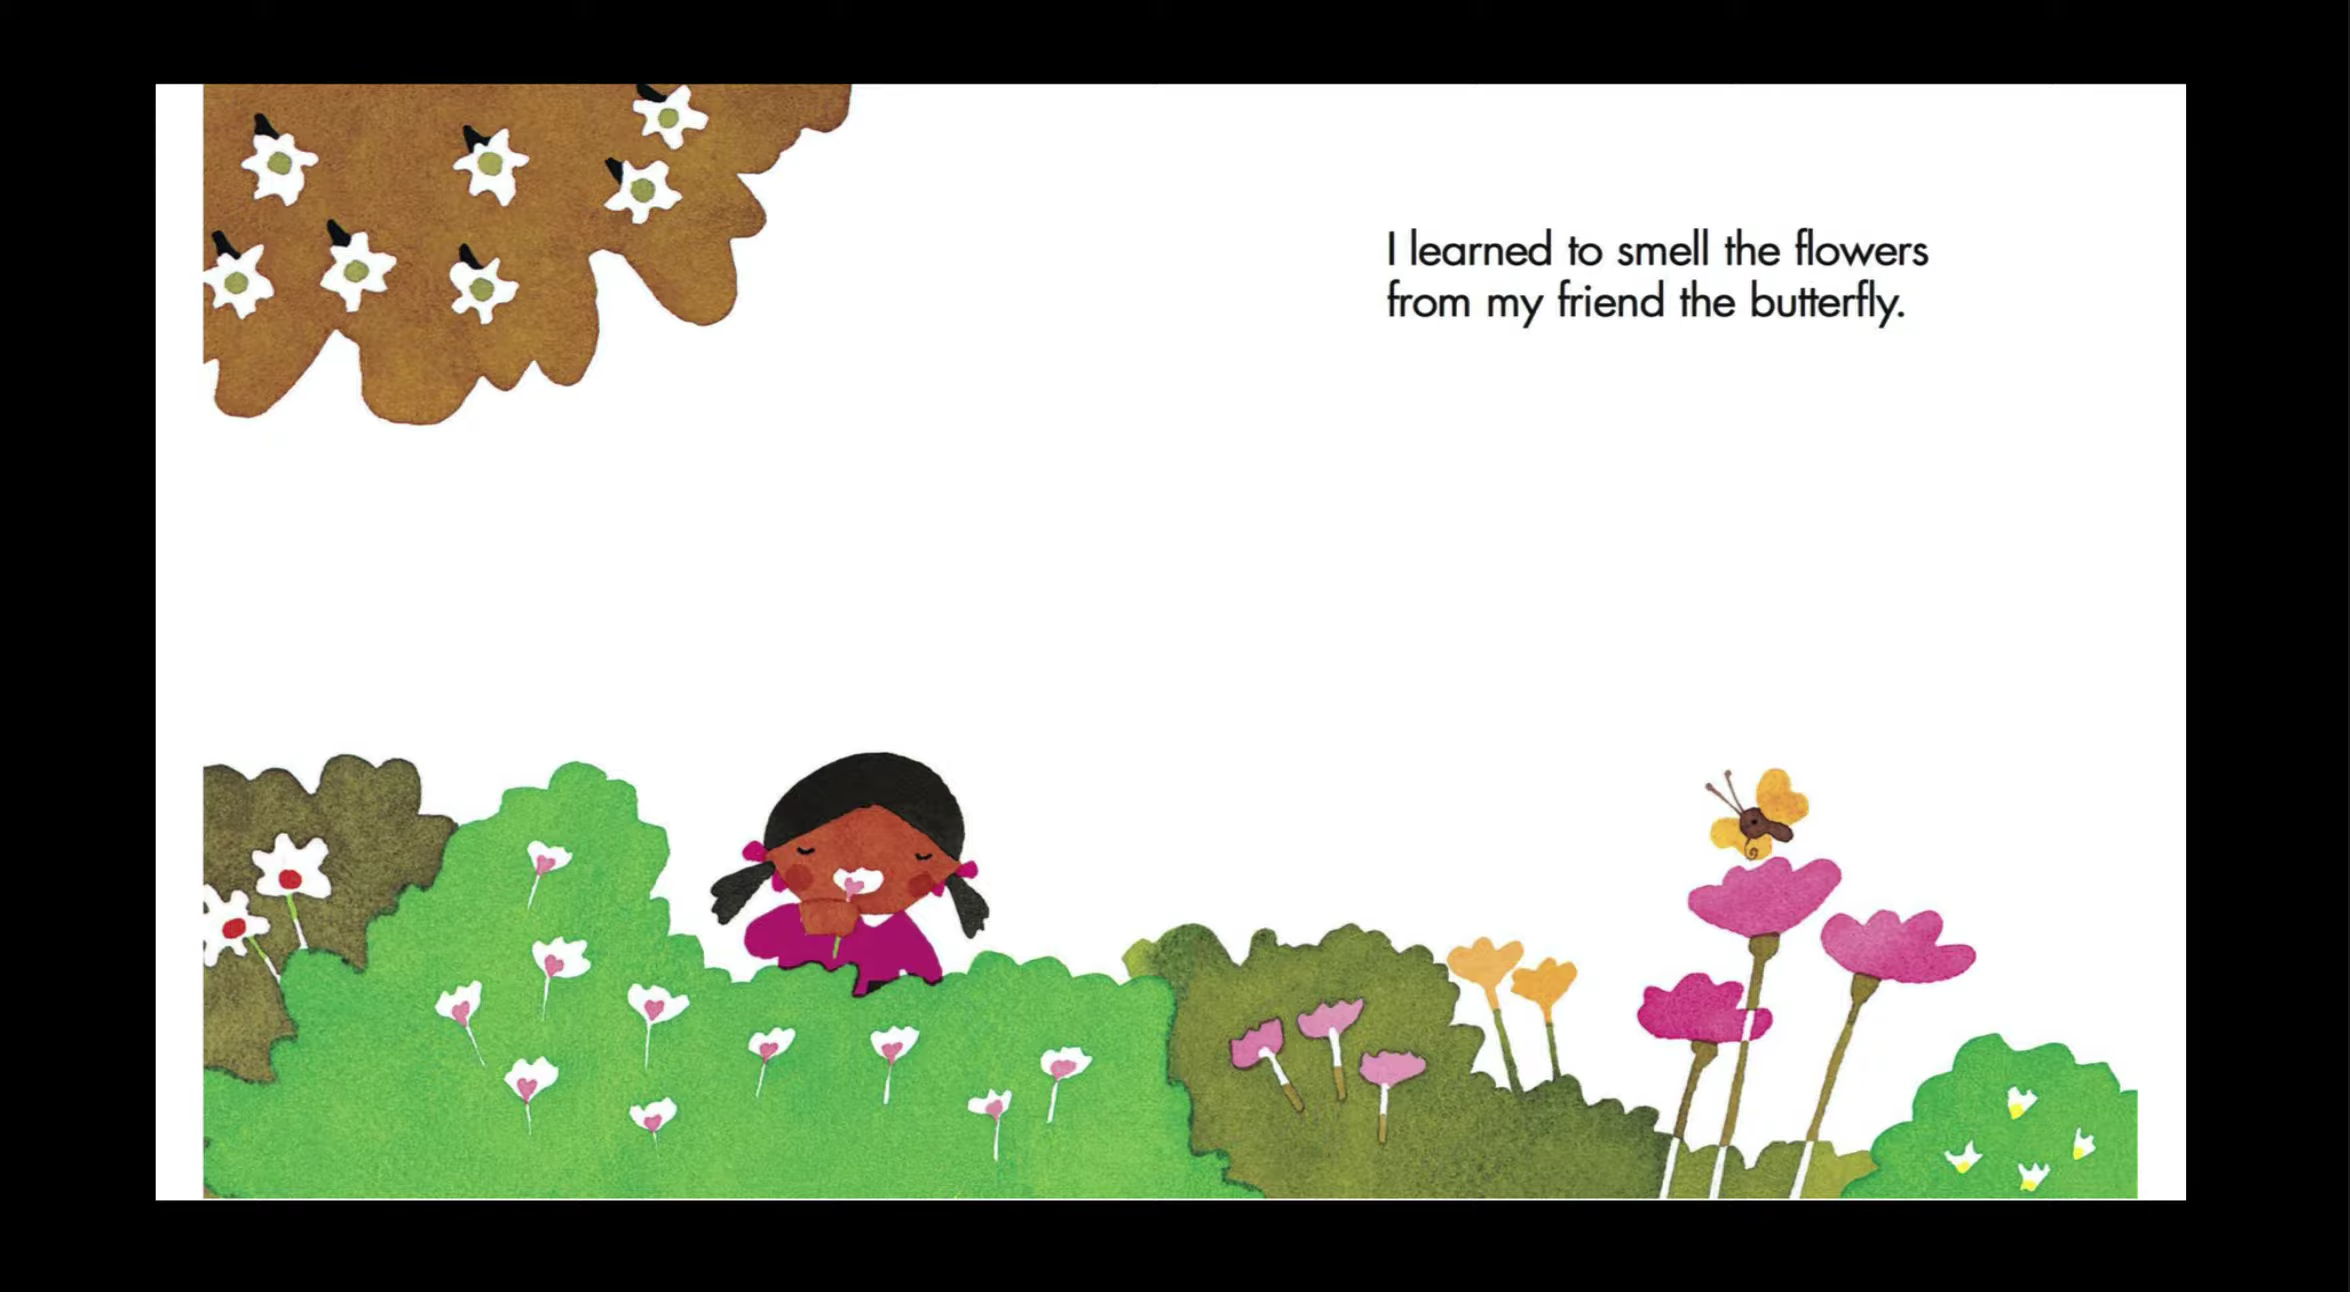 I learned to smell the flowers
from my friend the butterfly.